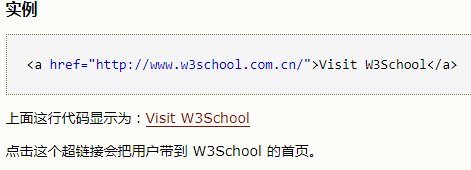 实例
<a href="http://www.w3school.com.cn/">Visit W3School</a>
上面这行代码显示为：Visit W3School
点击这个超链接会把用户带到 W3School 的首页。